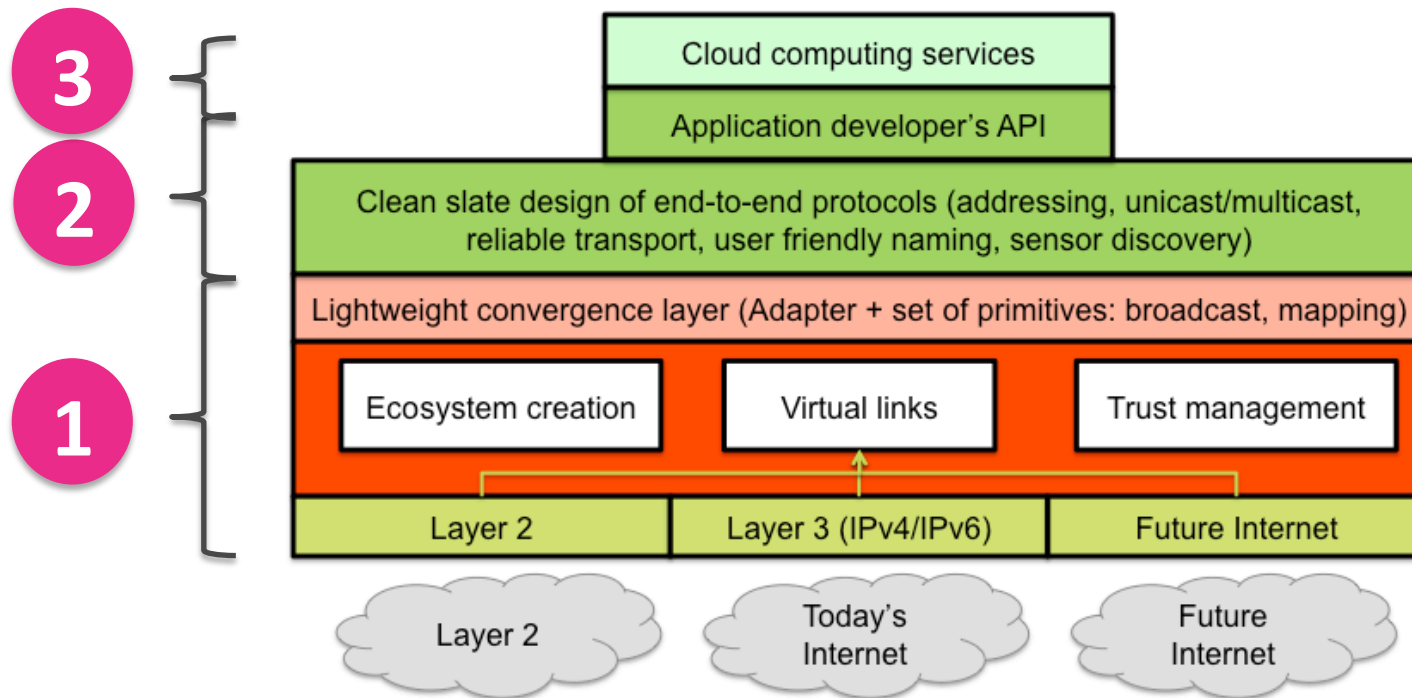 3
Cloud computing services
Application developer’s API
2
Clean slate design of end-to-end protocols (addressing, unicast/multicast,
reliable transport, user friendly naming, sensor discovery)
Lightweight convergence layer (Adapter + set of primitives: broadcast, mapping)
1
Ecosystem creation
Virtual links
Trust management
Layer 2
Layer 3 (IPv4/IPv6)
Future Internet
Layer 2
Today’s
Internet
Future
Internet